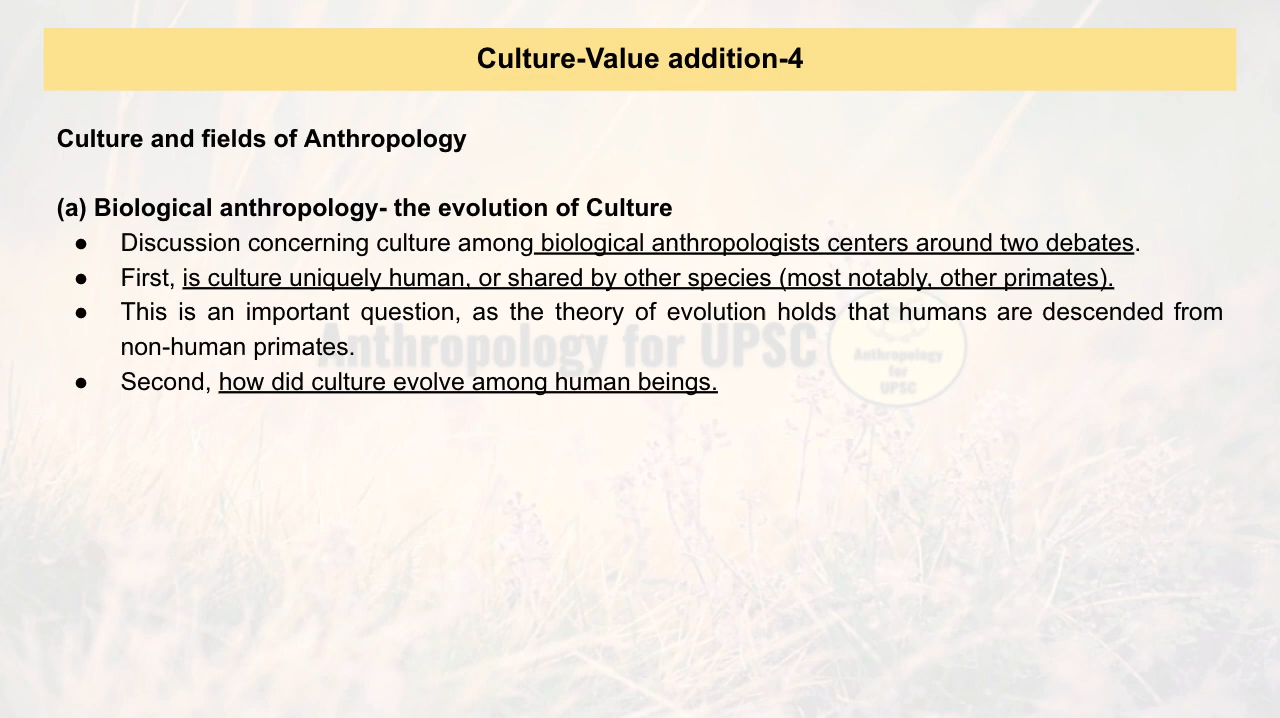 Culture-Value addition-4
Culture and fields of Anthropology
(a) Biological anthropology- the evolution of Culture
● Discussion concerning culture among biological anthropologists centers around two debates.
● First, is culture uniquely human, or shared by other species (most notably, other primates).
● This is an important question, as the theory of evolution holds that humans are descended from
non-human primates.
● Second, how did culture evolve among human beings.
Anthropology for UPSC
Anthropology
for
UPSC